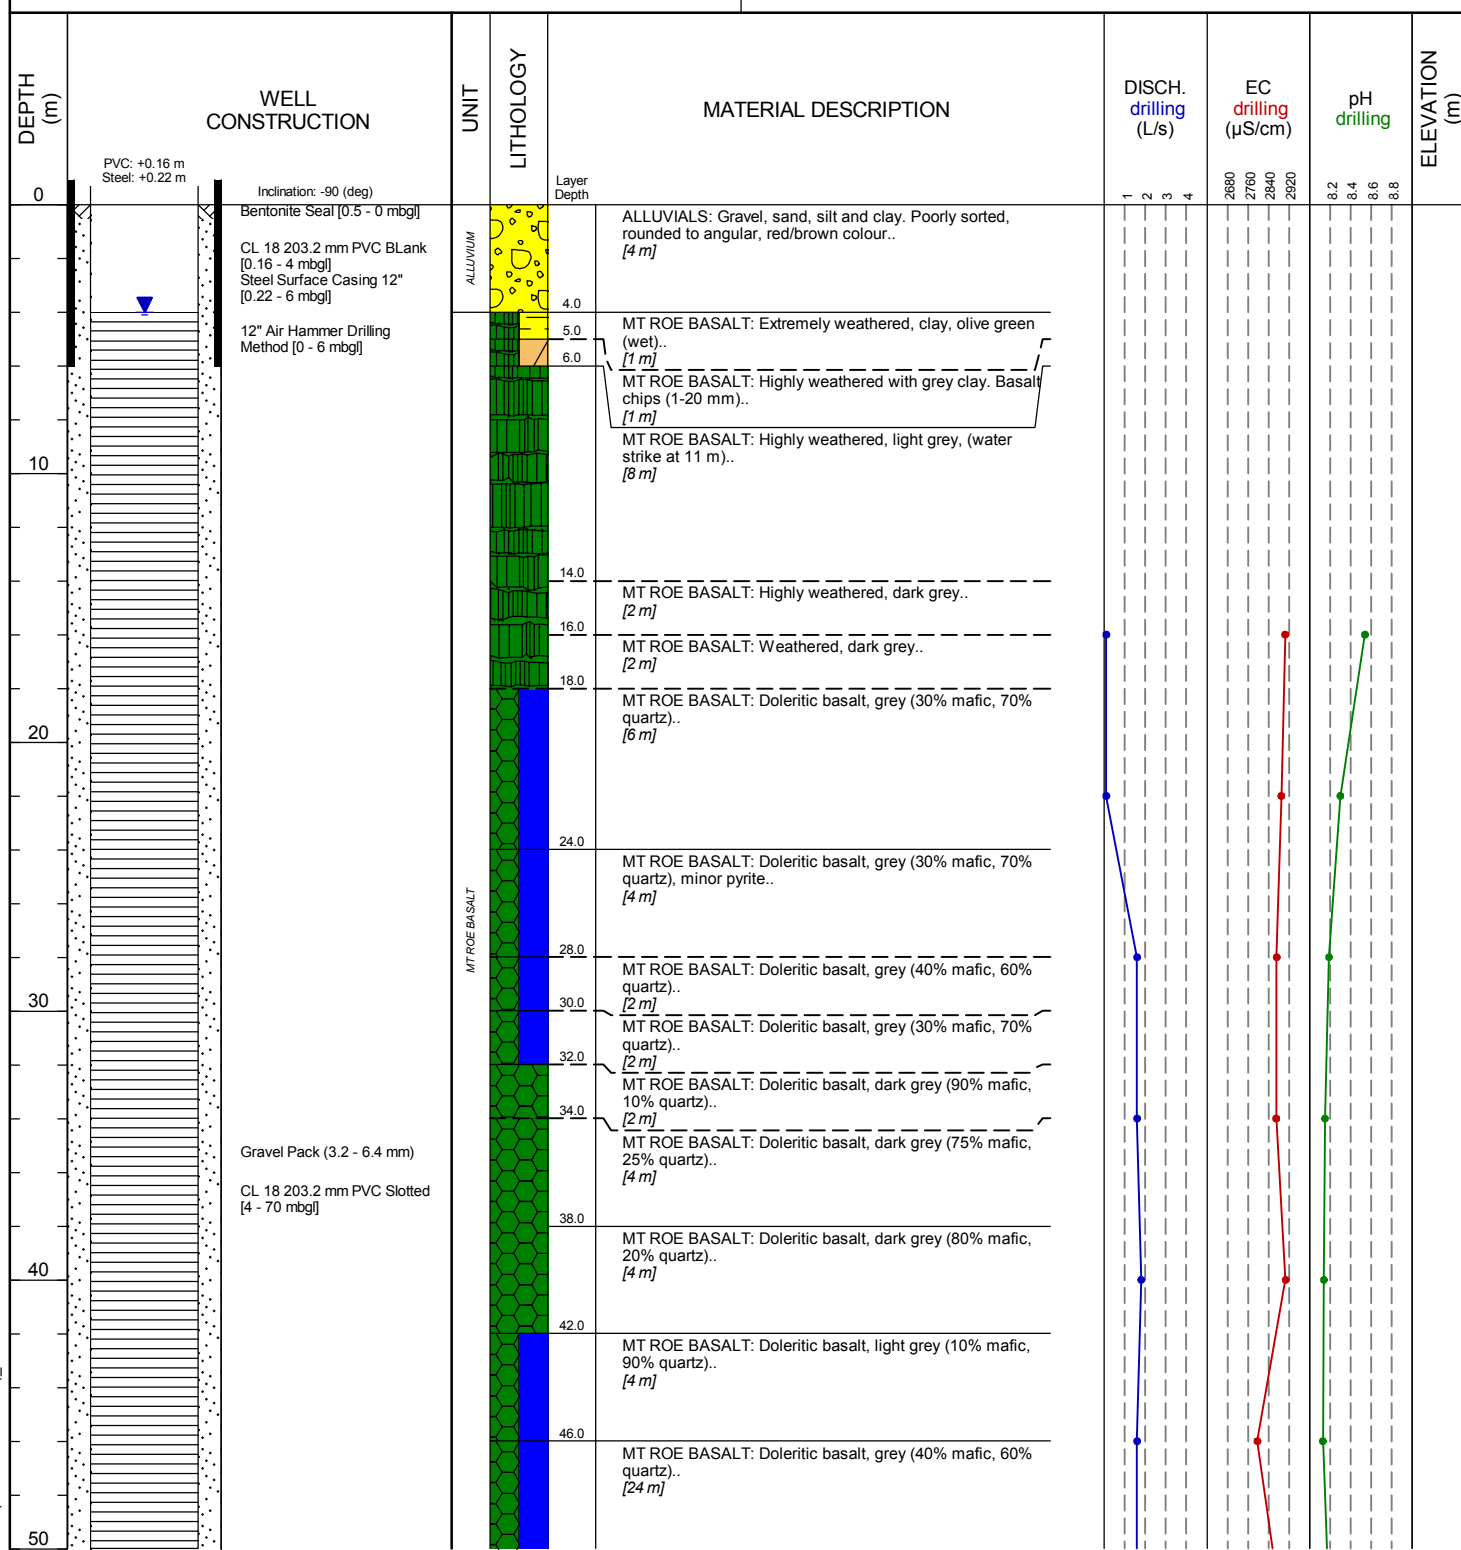 DEPTH
(m)
WELL
CONSTRUCTION
UNIT
LITHOLOGY
MATERIAL DESCRIPTION
DISCH.
drilling
(L/s)
EC
drilling
(µS/cm)
pH
drilling
ELEVATION
(m)
PVC: +0.16 m
Steel: +0.22 m
Inclination: -90 (deg)
Layer
Depth
1
2
3
4
2680
2760
2840
2920
8.2
8.4
8.6
8.8
0
Bentonite Seal [0.5 - 0 mbgl]
CL 18 203.2 mm PVC BLank
[0.16 - 4 mbgl]
Steel Surface Casing 12"
[0.22 - 6 mbgl]
12" Air Hammer Drilling
Method [0 - 6 mbgl]
ALLUVIUM
ALLUVIALS: Gravel, sand, silt and clay. Poorly sorted,
rounded to angular, red/brown colour..
[4 m]
4.0
MT ROE BASALT: Extremely weathered, clay, olive green
(wet)..
[1 m]
5.0
MT ROE BASALT: Highly weathered with grey clay. Basalt
chips (1-20 mm)..
[1 m]
6.0
MT ROE BASALT: Highly weathered, light grey, (water
strike at 11 m)..
[8 m]
10
14.0
MT ROE BASALT: Highly weathered, dark grey..
[2 m]
16.0
MT ROE BASALT: Weathered, dark grey..
[2 m]
18.0
MT ROE BASALT: Doleritic basalt, grey (30% mafic, 70%
quartz)..
[6 m]
20
24.0
MT ROE BASALT: Doleritic basalt, grey (30% mafic, 70%
quartz), minor pyrite..
[4 m]
MT ROE BASALT
28.0
MT ROE BASALT: Doleritic basalt, grey (40% mafic, 60%
quartz)..
[2 m]
30
30.0
MT ROE BASALT: Doleritic basalt, grey (30% mafic, 70%
quartz)..
[2 m]
32.0
MT ROE BASALT: Doleritic basalt, dark grey (90% mafic,
10% quartz)..
[2 m]
34.0
MT ROE BASALT: Doleritic basalt, dark grey (75% mafic,
25% quartz)..
[4 m]
Gravel Pack (3.2 - 6.4 mm)
CL 18 203.2 mm PVC Slotted
[4 - 70 mbgl]
38.0
MT ROE BASALT: Doleritic basalt, dark grey (80% mafic,
20% quartz)..
[4 m]
40
42.0
MT ROE BASALT: Doleritic basalt, light grey (10% mafic,
90% quartz)..
[4 m]
46.0
MT ROE BASALT: Doleritic basalt, grey (40% mafic, 60%
quartz)..
[24 m]
50